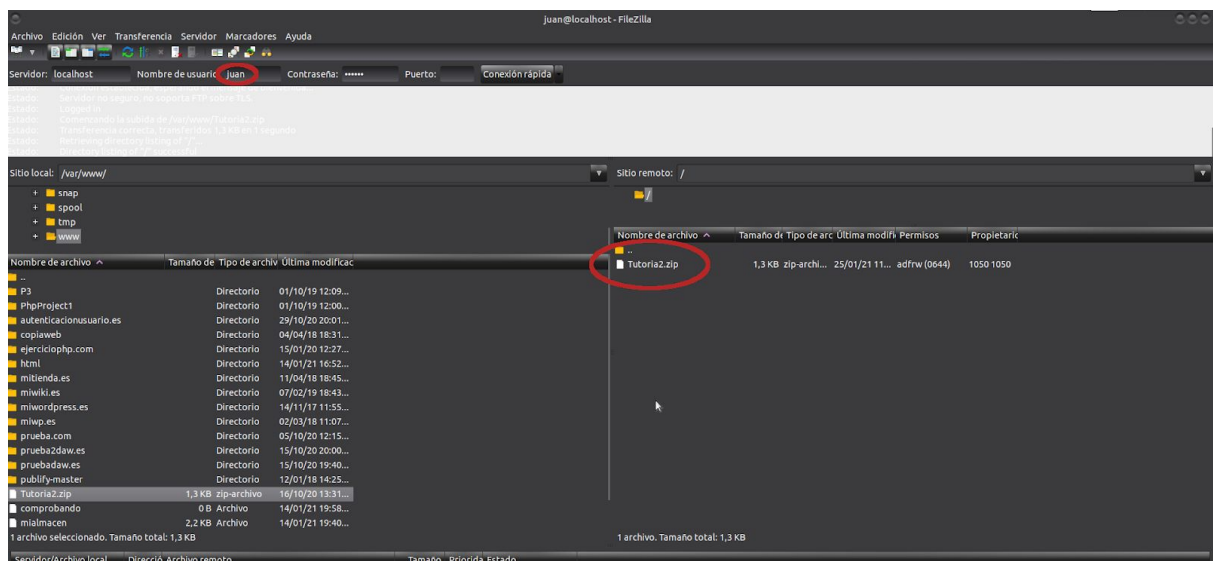 juan@localhost - FileZilla
Archivo Edición Ver Transferencia Servidor Marcadores Ayuda
Servidor: localhost Nombre de usuario juan Contraseña: •••••• Puerto: Conexión rápida
Estado: Servidor no seguro, no soporta FTP sobre TLS.
Estado: Logged in
Estado: Comenzando la subida de /var/www/Tutoria2.zip
Estado: Transferencia correcta, transferidos 1,3 KB en 1 segundo
Estado: Retrieving directory listing of "/"...
Estado: Directory listing of "/" successful
Sitio local: /var/www/
snap
spool
tmp
www
Nombre de archivo Tamaño de Tipo de archiv Última modificac
..
P3 Directorio 01/10/19 12:09...
PhpProject1 Directorio 01/10/19 12:00...
autenticacionusuario.es Directorio 29/10/20 20:01...
copiaweb Directorio 04/04/18 18:31...
ejerciciophp.com Directorio 15/01/20 12:27...
html Directorio 14/01/21 16:52...
mitienda.es Directorio 11/04/18 18:45...
miwiki.es Directorio 07/02/19 18:43...
miwordpress.es Directorio 14/11/17 11:55...
miwp.es Directorio 02/03/18 11:07...
prueba.com Directorio 05/10/20 12:15...
prueba2daw.es Directorio 15/10/20 20:00...
pruebadaw.es Directorio 15/10/20 19:40...
publify-master Directorio 12/01/18 14:25...
Tutoria2.zip 1,3 KB zip-archivo 16/10/20 13:31...
comprobando 0 B Archivo 14/01/21 19:58...
mialmacen 2,2 KB Archivo 14/01/21 19:40...
1 archivo seleccionado. Tamaño total: 1,3 KB
Sitio remoto: /
/
Nombre de archivo Tamaño de Tipo de arc Última modifi Permisos Propietaric
..
Tutoria2.zip 1,3 KB zip-archi... 25/01/21 11... adfrw (0644) 1050 1050
1 archivo. Tamaño total: 1,3 KB
Servidor/Archivo local Direcció Archivo remoto Tamaño Priorida Estado